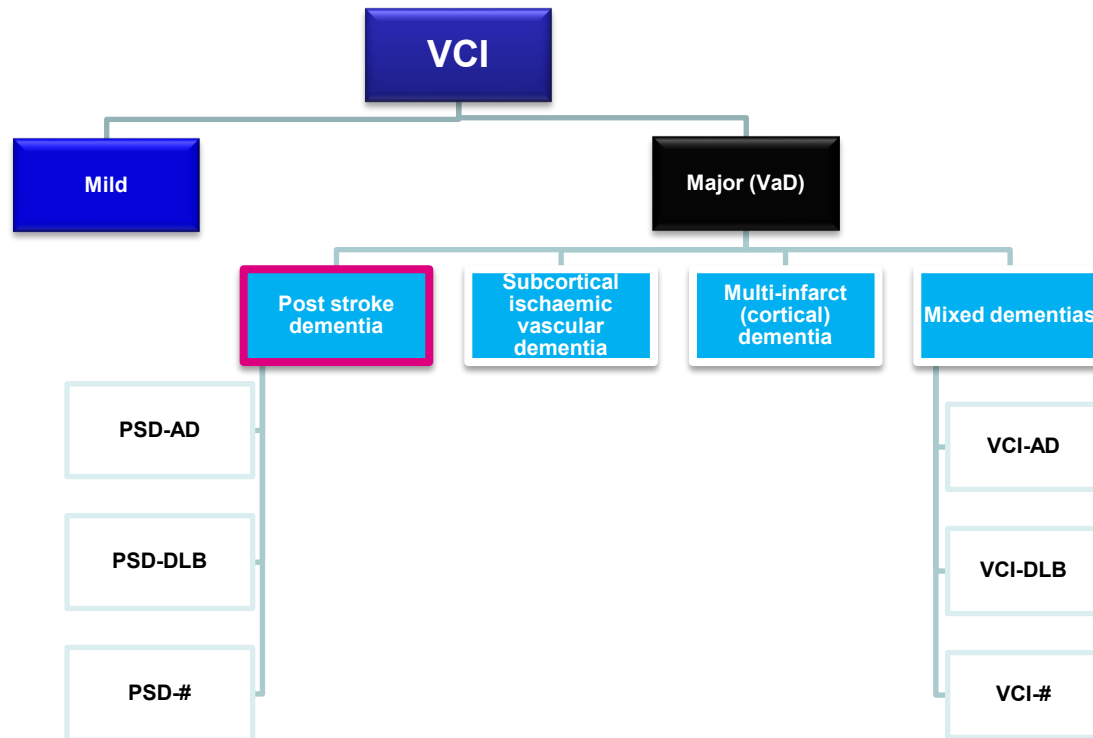 VCI
Mild
Major (VaD)
Post stroke
dementia
Subcortical
ischaemic
vascular
dementia
Multi-infarct
(cortical)
dementia
Mixed dementias
PSD-AD
PSD-DLB
PSD-#
VCI-AD
VCI-DLB
VCI-#